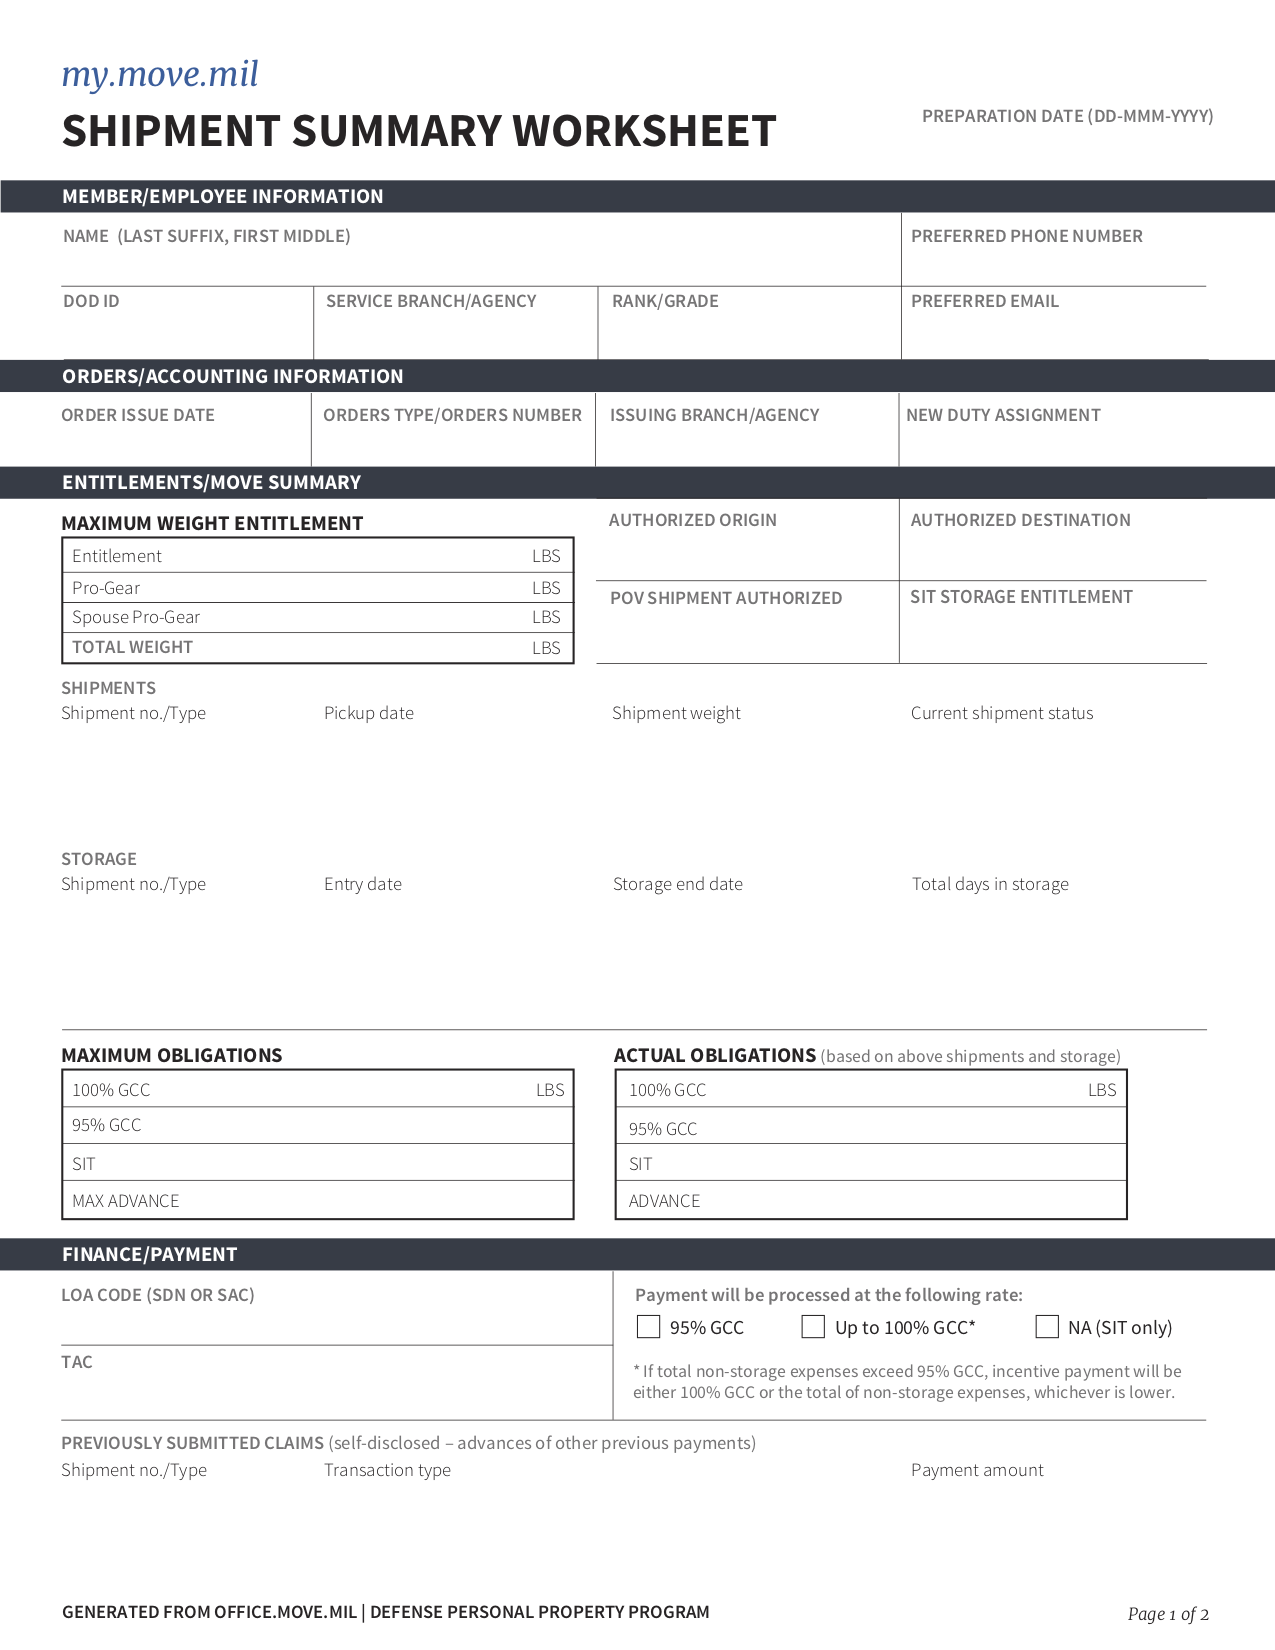 my.move.mil
SHIPMENT SUMMARY WORKSHEET
PREPARATION DATE (DD-MMM-YYYY)
MEMBER/EMPLOYEE INFORMATION
NAME (LAST SUFFIX, FIRST MIDDLE)
PREFERRED PHONE NUMBER
DOD ID
SERVICE BRANCH/AGENCY
RANK/GRADE
PREFERRED EMAIL
ORDERS/ACCOUNTING INFORMATION
ORDER ISSUE DATE
ORDERS TYPE/ORDERS NUMBER
ISSUING BRANCH/AGENCY
NEW DUTY ASSIGNMENT
ENTITLEMENTS/MOVE SUMMARY
MAXIMUM WEIGHT ENTITLEMENT
Entitlement LBS
Pro-Gear LBS
Spouse Pro-Gear LBS
TOTAL WEIGHT LBS
AUTHORIZED ORIGIN
AUTHORIZED DESTINATION
POV SHIPMENT AUTHORIZED
SIT STORAGE ENTITLEMENT
SHIPMENTS
Shipment no./Type Pickup date Shipment weight Current shipment status
STORAGE
Shipment no./Type Entry date Storage end date Total days in storage
MAXIMUM OBLIGATIONS
100% GCC LBS
95% GCC
SIT
MAX ADVANCE
ACTUAL OBLIGATIONS (based on above shipments and storage)
100% GCC LBS
95% GCC
SIT
ADVANCE
FINANCE/PAYMENT
LOA CODE (SDN OR SAC)
TAC
Payment will be processed at the following rate:
95% GCC Up to 100% GCC* NA (SIT only)
* If total non-storage expenses exceed 95% GCC, incentive payment will be
either 100% GCC or the total of non-storage expenses, whichever is lower.
PREVIOUSLY SUBMITTED CLAIMS (self-disclosed – advances of other previous payments)
Shipment no./Type Transaction type Payment amount
GENERATED FROM OFFICE.MOVE.MIL | DEFENSE PERSONAL PROPERTY PROGRAM
Page 1 of 2